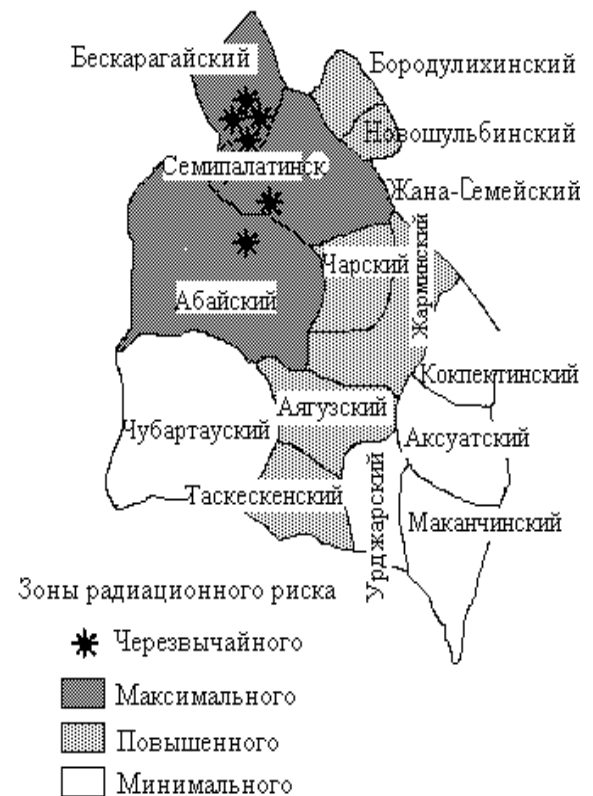 Бескарагайский
Бородулихинский
Новошульбинский
Семипалатинск
Жана-Семейский
Чарский
Жарминский
Абайский
Кокпектинский
Аягузский
Чубартауский
Аксуатский
Таскескенский
Урджарский
Маканчинский
Зоны радиационного риска
Черезвычайного
Максимального
Повышенного
Минимального